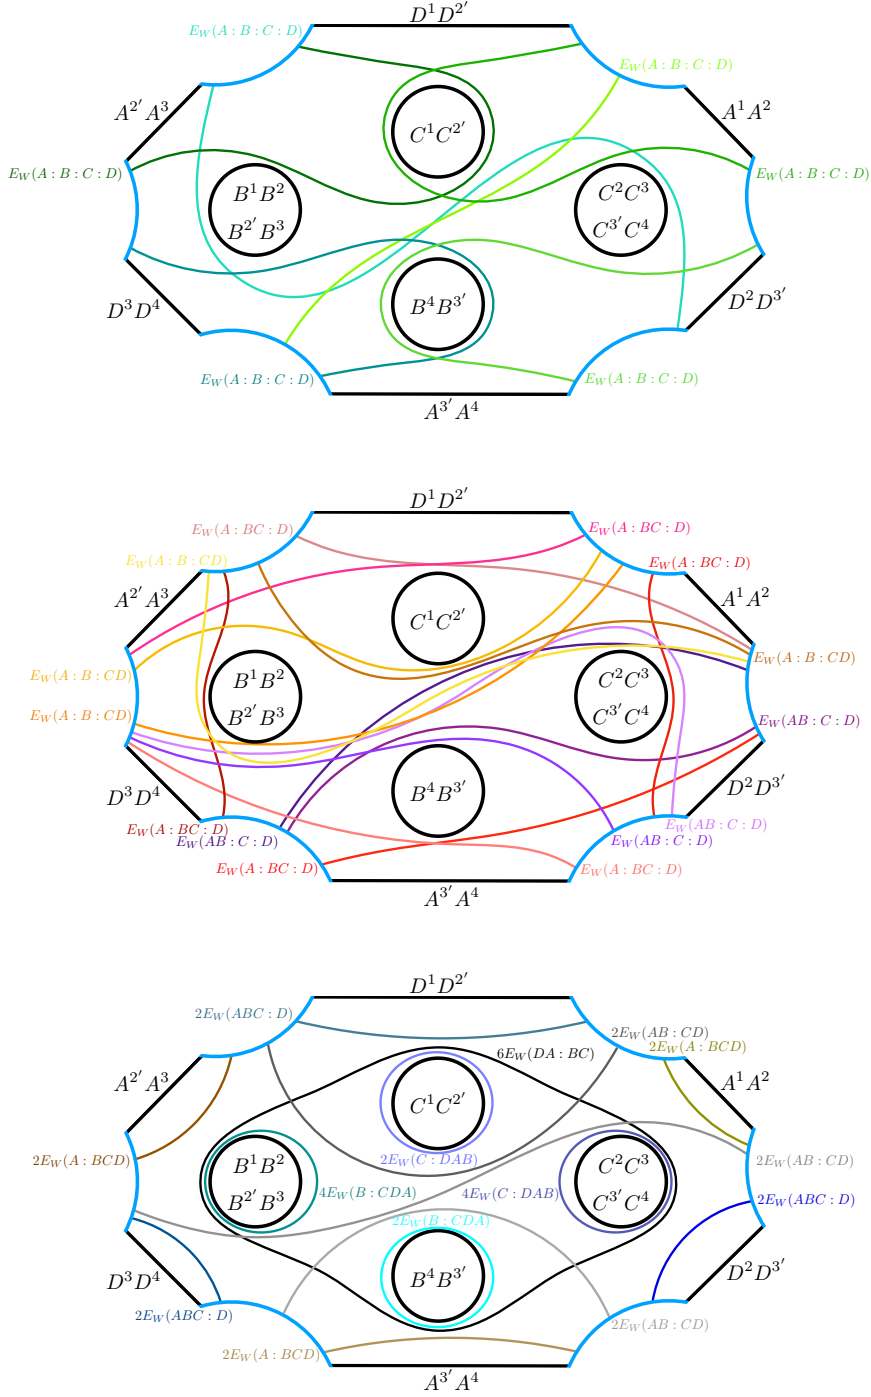 D^1D^{2'}
E_W(A : B : C : D)
E_W(A : B : C : D)
A^{2'}A^3
A^1A^2
C^1C^{2'}
E_W(A : B : C : D)
E_W(A : B : C : D)
B^1B^2
B^{2'}B^3
C^2C^3
C^{3'}C^4
D^3D^4
B^4B^{3'}
D^2D^{3'}
E_W(A : B : C : D)
E_W(A : B : C : D)
A^{3'}A^4
D^1D^{2'}
E_W(A : BC : D)
E_W(A : BC : D)
E_W(A : B : CD)
E_W(A : BC : D)
A^{2'}A^3
A^1A^2
C^1C^{2'}
E_W(A : B : CD)
E_W(A : B : CD)
B^1B^2
B^{2'}B^3
C^2C^3
C^{3'}C^4
E_W(A : B : CD)
E_W(AB : C : D)
D^3D^4
B^4B^{3'}
D^2D^{3'}
E_W(A : BC : D)
E_W(AB : C : D)
E_W(AB : C : D)
E_W(AB : C : D)
E_W(A : BC : D)
E_W(A : BC : D)
A^{3'}A^4
D^1D^{2'}
2E_W(ABC : D)
2E_W(AB : CD)
6E_W(DA : BC)
2E_W(A : BCD)
A^{2'}A^3
A^1A^2
C^1C^{2'}
2E_W(A : BCD)
2E_W(C : DAB)
2E_W(AB : CD)
B^1B^2
B^{2'}B^3
4E_W(B : CDA)
4E_W(C : DAB)
C^2C^3
C^{3'}C^4
2E_W(ABC : D)
2E_W(B : CDA)
D^3D^4
B^4B^{3'}
D^2D^{3'}
2E_W(ABC : D)
2E_W(AB : CD)
2E_W(A : BCD)
A^{3'}A^4